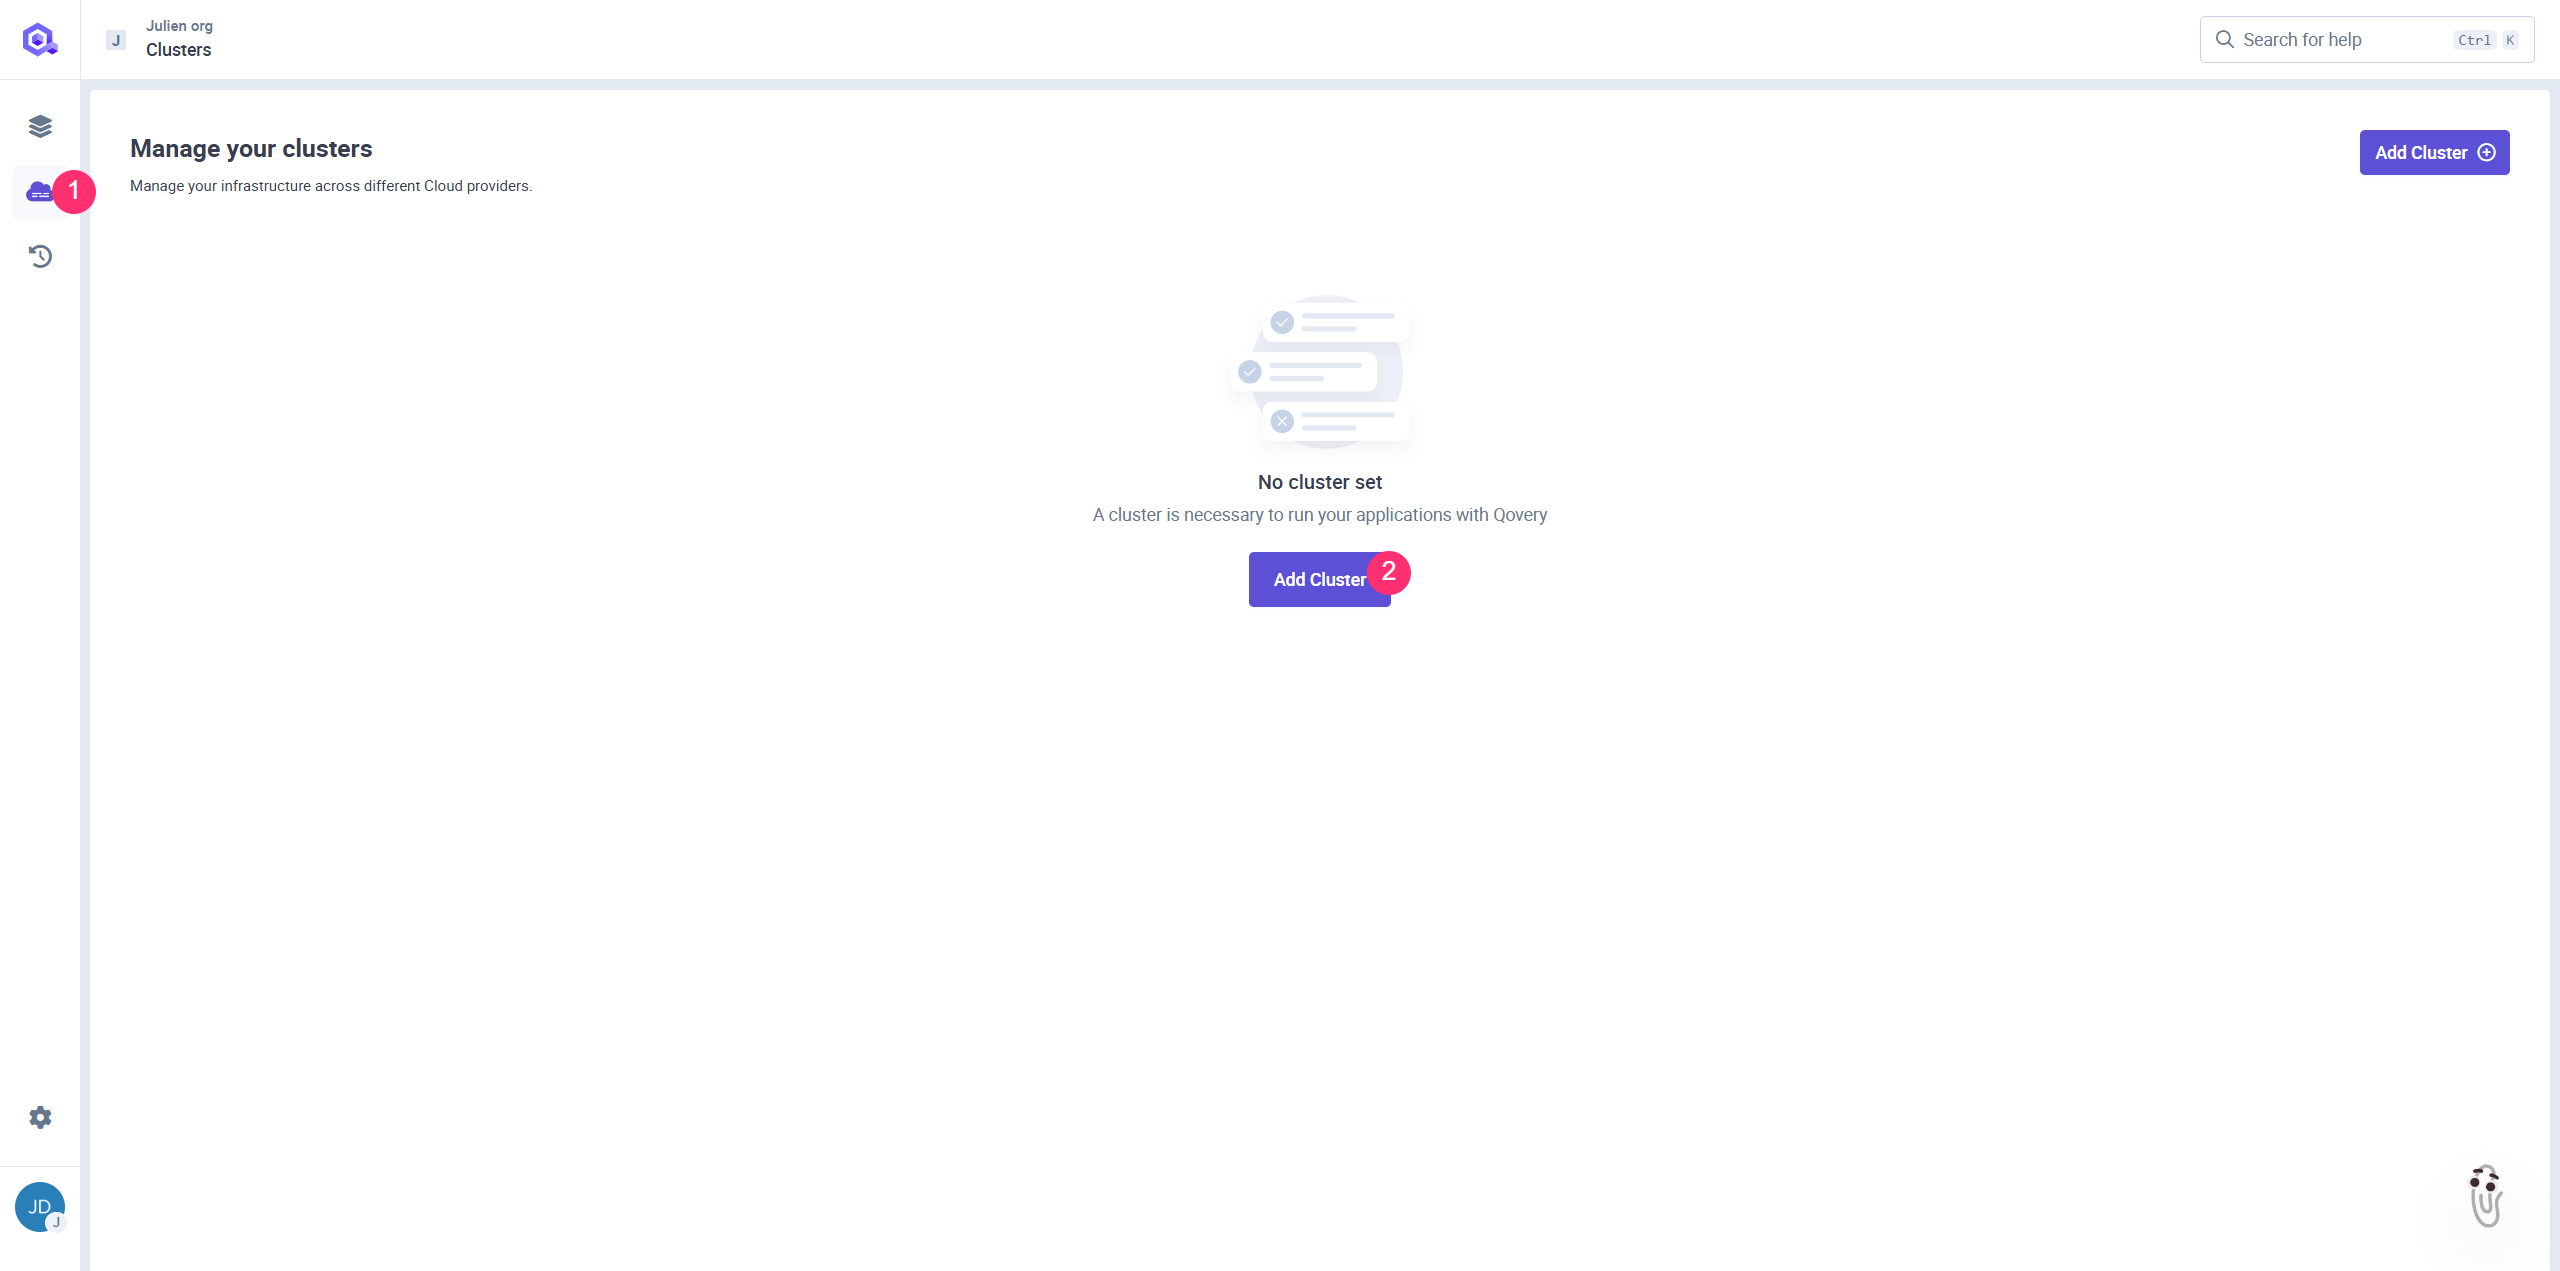 J
Julien org
Clusters
Search for help
Ctrl K
1
Manage your clusters
Manage your infrastructure across different Cloud providers.
Add Cluster
No cluster set
A cluster is necessary to run your applications with Qovery
Add Cluster
2
JD
J